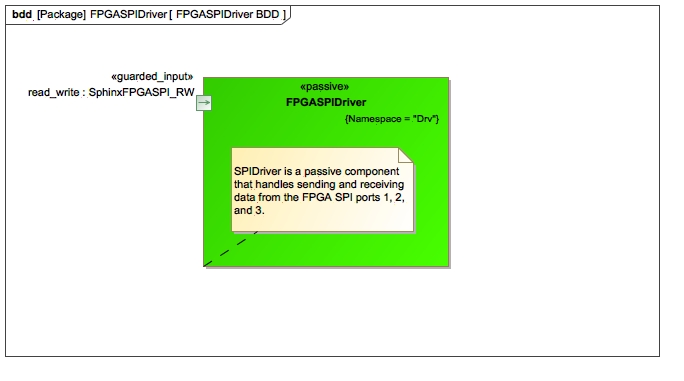 bdd [Package] FPGASPIDriver [ FPGASPIDriver BDD ]
«guarded_input»
read_write : SphinxFPGASPI_RW
«passive»
FPGASPIDriver
{Namespace = "Drv"}
SPIDriver is a passive component
that handles sending and receiving
data from the FPGA SPI ports 1, 2,
and 3.